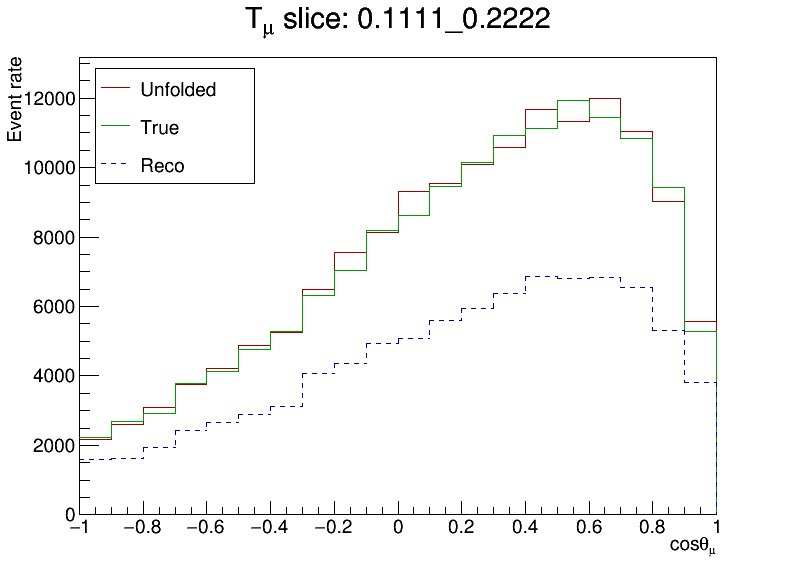 Tμ slice: 0.1111_0.2222
Event rate
Unfolded
True
Reco
12000
10000
8000
6000
4000
2000
0
−1 −0.8 −0.6 −0.4 −0.2 0 0.2 0.4 0.6 0.8 1
cosθμ